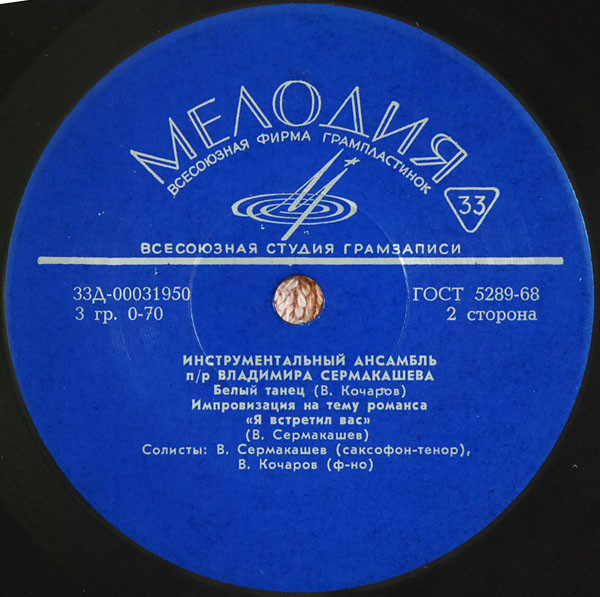 МЕЛОДИЯ
ВСЕСОЮЗНАЯ ФИРМА ГРАМПЛАСТИНОК
33
ВСЕСОЮЗНАЯ СТУДИЯ ГРАМЗАПИСИ
33Д-00031950
3 гр. 0-70
ГОСТ 5289-68
2 сторона
ИНСТРУМЕНТАЛЬНЫЙ АНСАМБЛЬ
п/р ВЛАДИМИРА СЕРМАКАШЕВА
Белый танец (В. Кочаров)
Импровизация на тему романса
«Я встретил вас»
(В. Сермакашев)
Солисты: В. Сермакашев (саксофон-тенор),
В. Кочаров (ф-но)